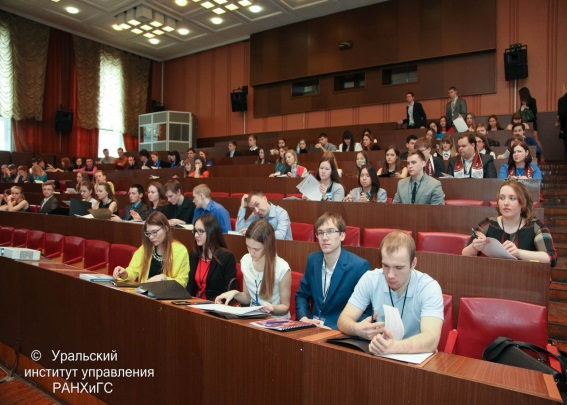 © Уральский
институт управления
РАНХиГС